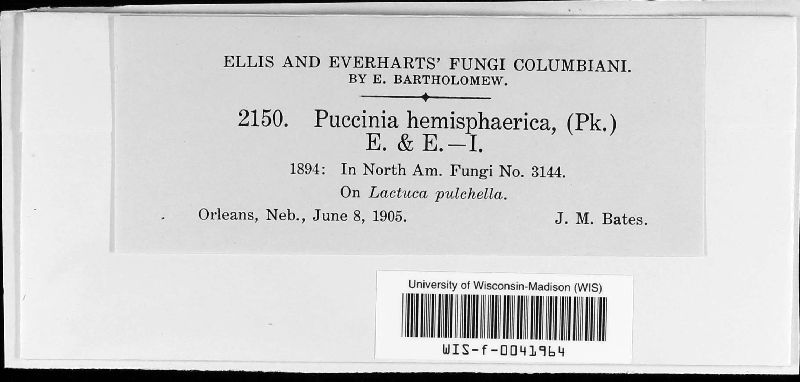 ELLIS AND EVERHARTS' FUNGI COLUMBIANI.
BY E. BARTHOLOMEW.
2150. Puccinia hemisphaerica, (Pk.)
E. & E.—I.
1894: In North Am. Fungi No. 3144.
On Lactuca pulchella.
Orleans, Neb., June 8, 1905. J. M. Bates.
University of Wisconsin-Madison (WIS)
WIS-f-0041964